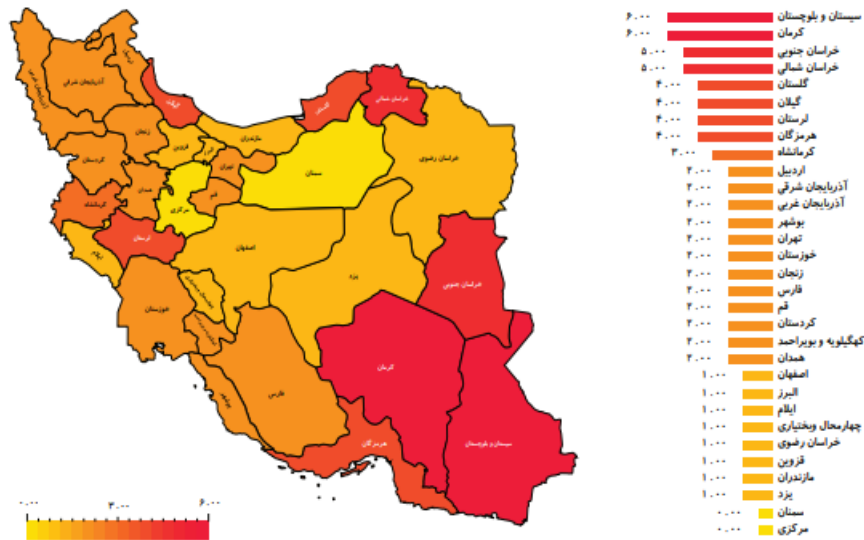 سیستان و بلوچستان ۶.۰۰
کرمان ۶.۰۰
خراسان جنوبی ۵.۰۰
خراسان شمالی ۵.۰۰
گلستان ۴.۰۰
گیلان ۴.۰۰
لرستان ۴.۰۰
هرمزگان ۴.۰۰
کرمانشاه ۳.۰۰
اردبیل ۲.۰۰
آذربایجان شرقی ۲.۰۰
آذربایجان غربی ۲.۰۰
بوشهر ۲.۰۰
تهران ۲.۰۰
خوزستان ۲.۰۰
زنجان ۲.۰۰
فارس ۲.۰۰
قم ۲.۰۰
کردستان ۲.۰۰
کهگیلویه و بویراحمد ۲.۰۰
همدان ۲.۰۰
اصفهان ۱.۰۰
البرز ۱.۰۰
ایلام ۱.۰۰
چهارمحال وبختیاری ۱.۰۰
خراسان رضوی ۱.۰۰
قزوین ۱.۰۰
مازندران ۱.۰۰
یزد ۱.۰۰
سمنان ۰.۰۰
مرکزی ۰.۰۰
اردبیل
آذربایجان شرقی
آذربایجان غربی
گیلان
گلستان
خراسان شمالی
زنجان
مازندران
قزوین
البرز
خراسان رضوی
کردستان
تهران
سمنان
همدان
قم
مرکزی
کرمانشاه
لرستان
اصفهان
ایلام
یزد
خراسان جنوبی
خوزستان
کرمان
فارس
بوشهر
هرمزگان
سیستان و بلوچستان
۰.۰۰ ۳.۰۰ ۶.۰۰